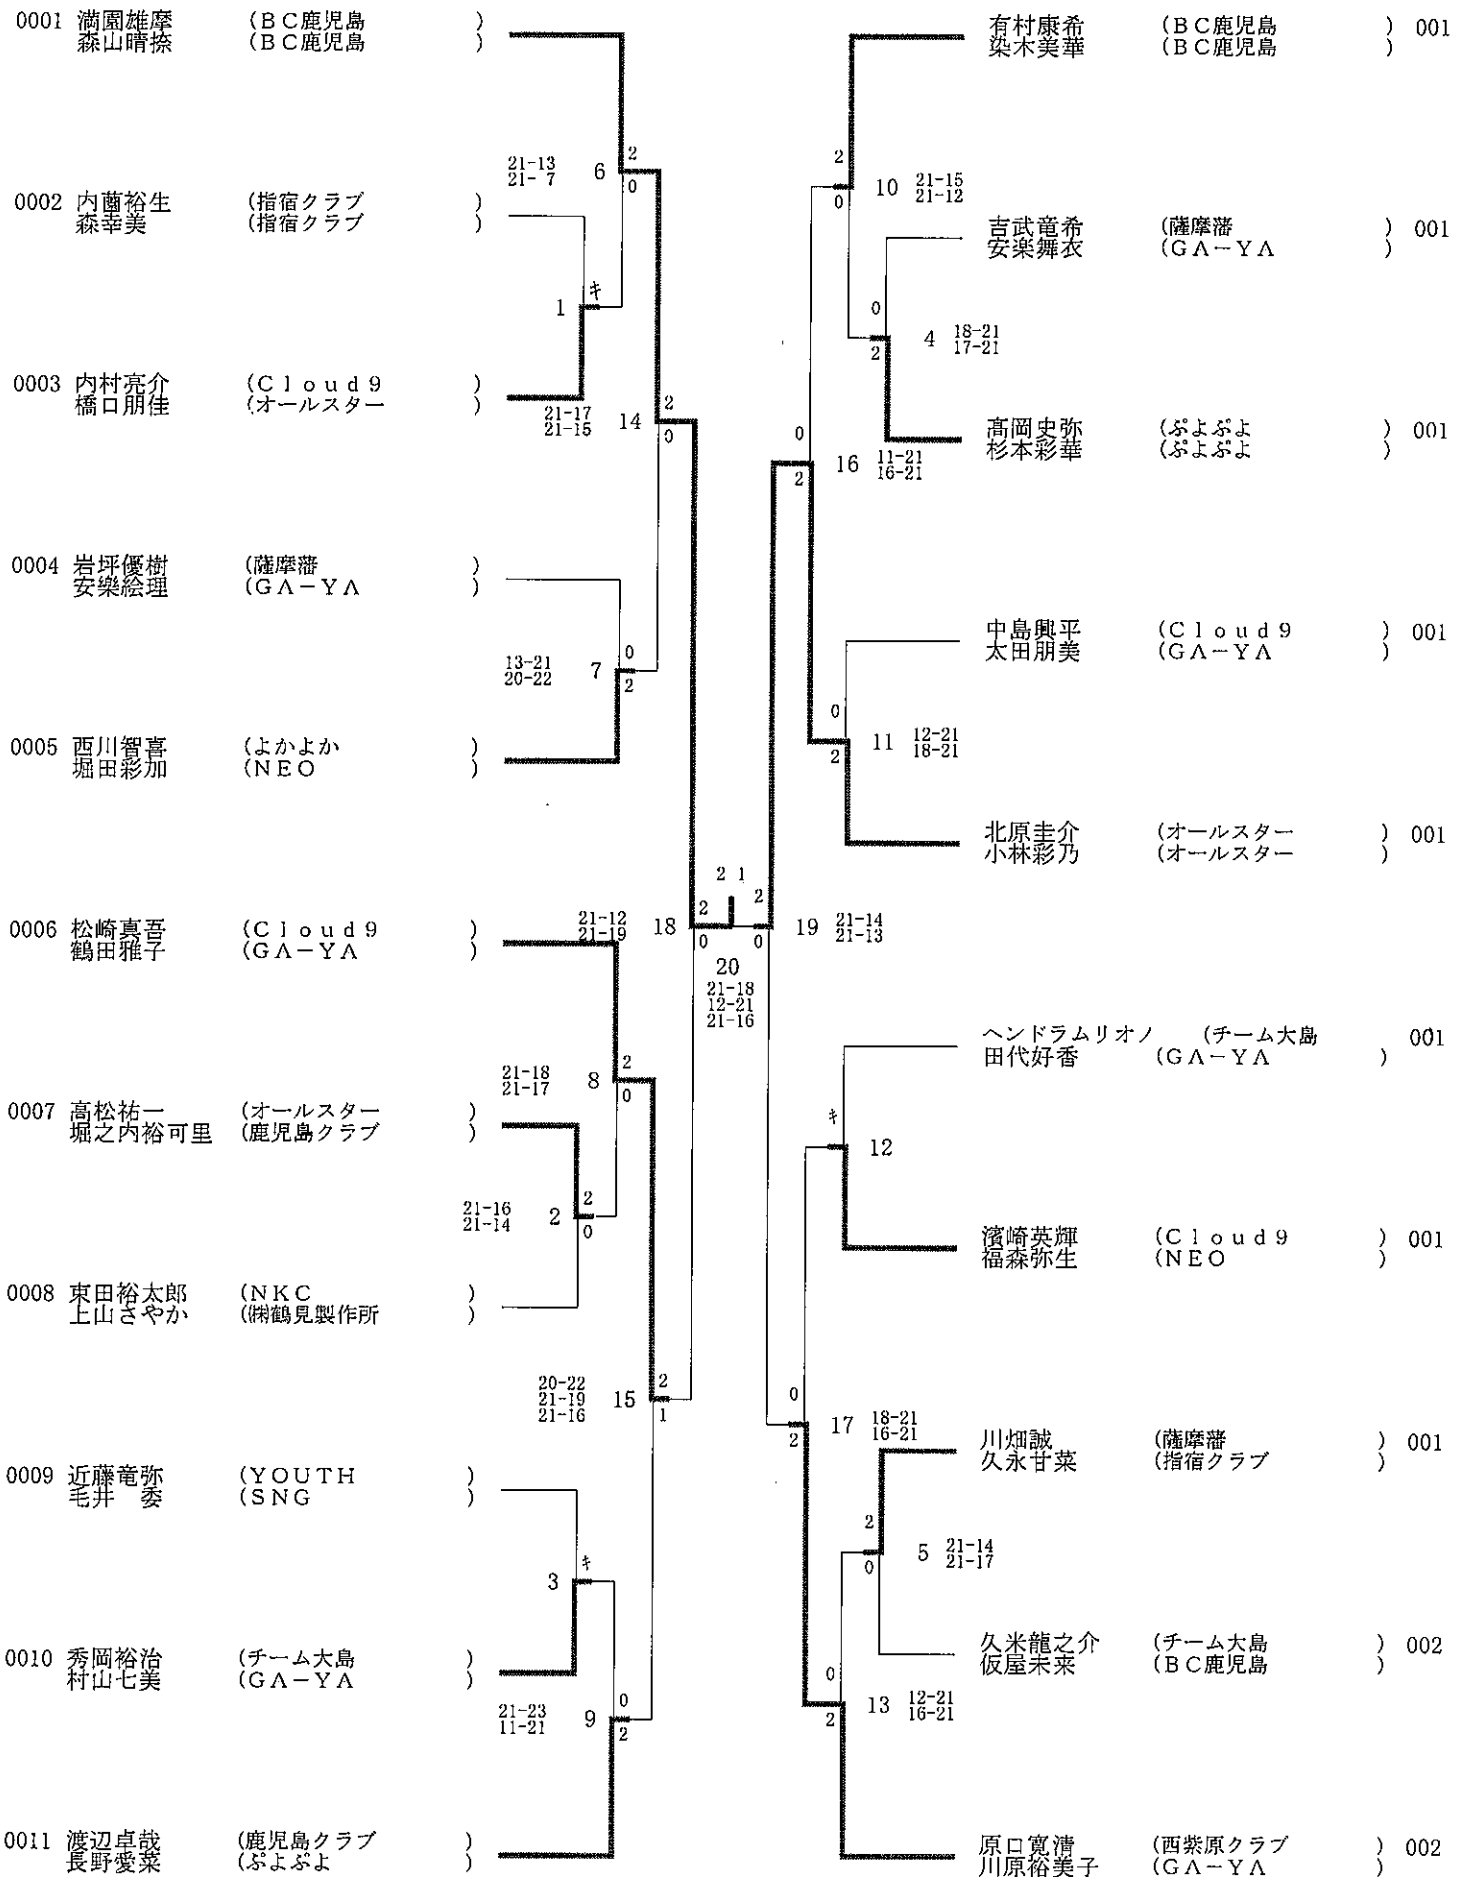 0001 満園雄摩 (ＢＣ鹿児島 )
森山晴捺 (ＢＣ鹿児島 )
有村康希 (ＢＣ鹿児島 ) 001
染木美華 (ＢＣ鹿児島 )
21-13
21- 7
6
2
0
2
0
10
21-15
21-12
0002 内薗裕生 (指宿クラブ )
森幸美 (指宿クラブ )
吉武竜希 (薩摩藩 ) 001
安楽舞衣 (GA－YA )
1
キ
0
2
4
18-21
17-21
0003 内村亮介 (Cloud9 )
橋口朋佳 (オールスター )
21-17
21-15
14
2
0
髙岡史弥 (ぷよぷよ ) 001
杉本彩華 (ぷよぷよ )
0
2
16
11-21
16-21
0004 岩坪優樹 (薩摩藩 )
安樂絵理 (GA－YA )
中島興平 (Cloud9 ) 001
太田朋美 (GA－YA )
13-21
20-22
7
0
2
0
2
11
12-21
18-21
0005 西川智喜 (よかよか )
堀田彩加 (NEO )
北原圭介 (オールスター ) 001
小林彩乃 (オールスター )
2 1
0006 松崎真吾 (Cloud9 )
鶴田雅子 (GA－YA )
21-12
21-19
18
2
0
2
0
19
21-14
21-13
20
21-18
12-21
21-16
ヘンドラムリオノ (チーム大島 001
田代好香 (GA－YA )
21-18
21-17
8
2
0
0007 高松祐一 (オールスター )
堀之内裕可里 (鹿児島クラブ )
キ
12
21-16
21-14
2
2
0
濱崎英輝 (Cloud9 ) 001
福森弥生 (NEO )
0008 東田裕太郎 (NKC )
上山さやか (㈱鶴見製作所 )
20-22
21-19
21-16
15
2
1
0
2
17
18-21
16-21
川畑誠 (薩摩藩 ) 001
久永甘菜 (指宿クラブ )
0009 近藤竜弥 (YOUTH )
毛井　委 (SNG )
3
キ
2
0
5
21-14
21-17
0010 秀岡裕治 (チーム大島 )
村山七美 (GA－YA )
久米龍之介 (チーム大島 ) 002
仮屋未来 (ＢＣ鹿児島 )
21-23
11-21
9
0
2
0
2
13
12-21
16-21
0011 渡辺卓哉 (鹿児島クラブ )
長野愛菜 (ぷよぷよ )
原口寛清 (西紫原クラブ ) 002
川原裕美子 (GA－YA )